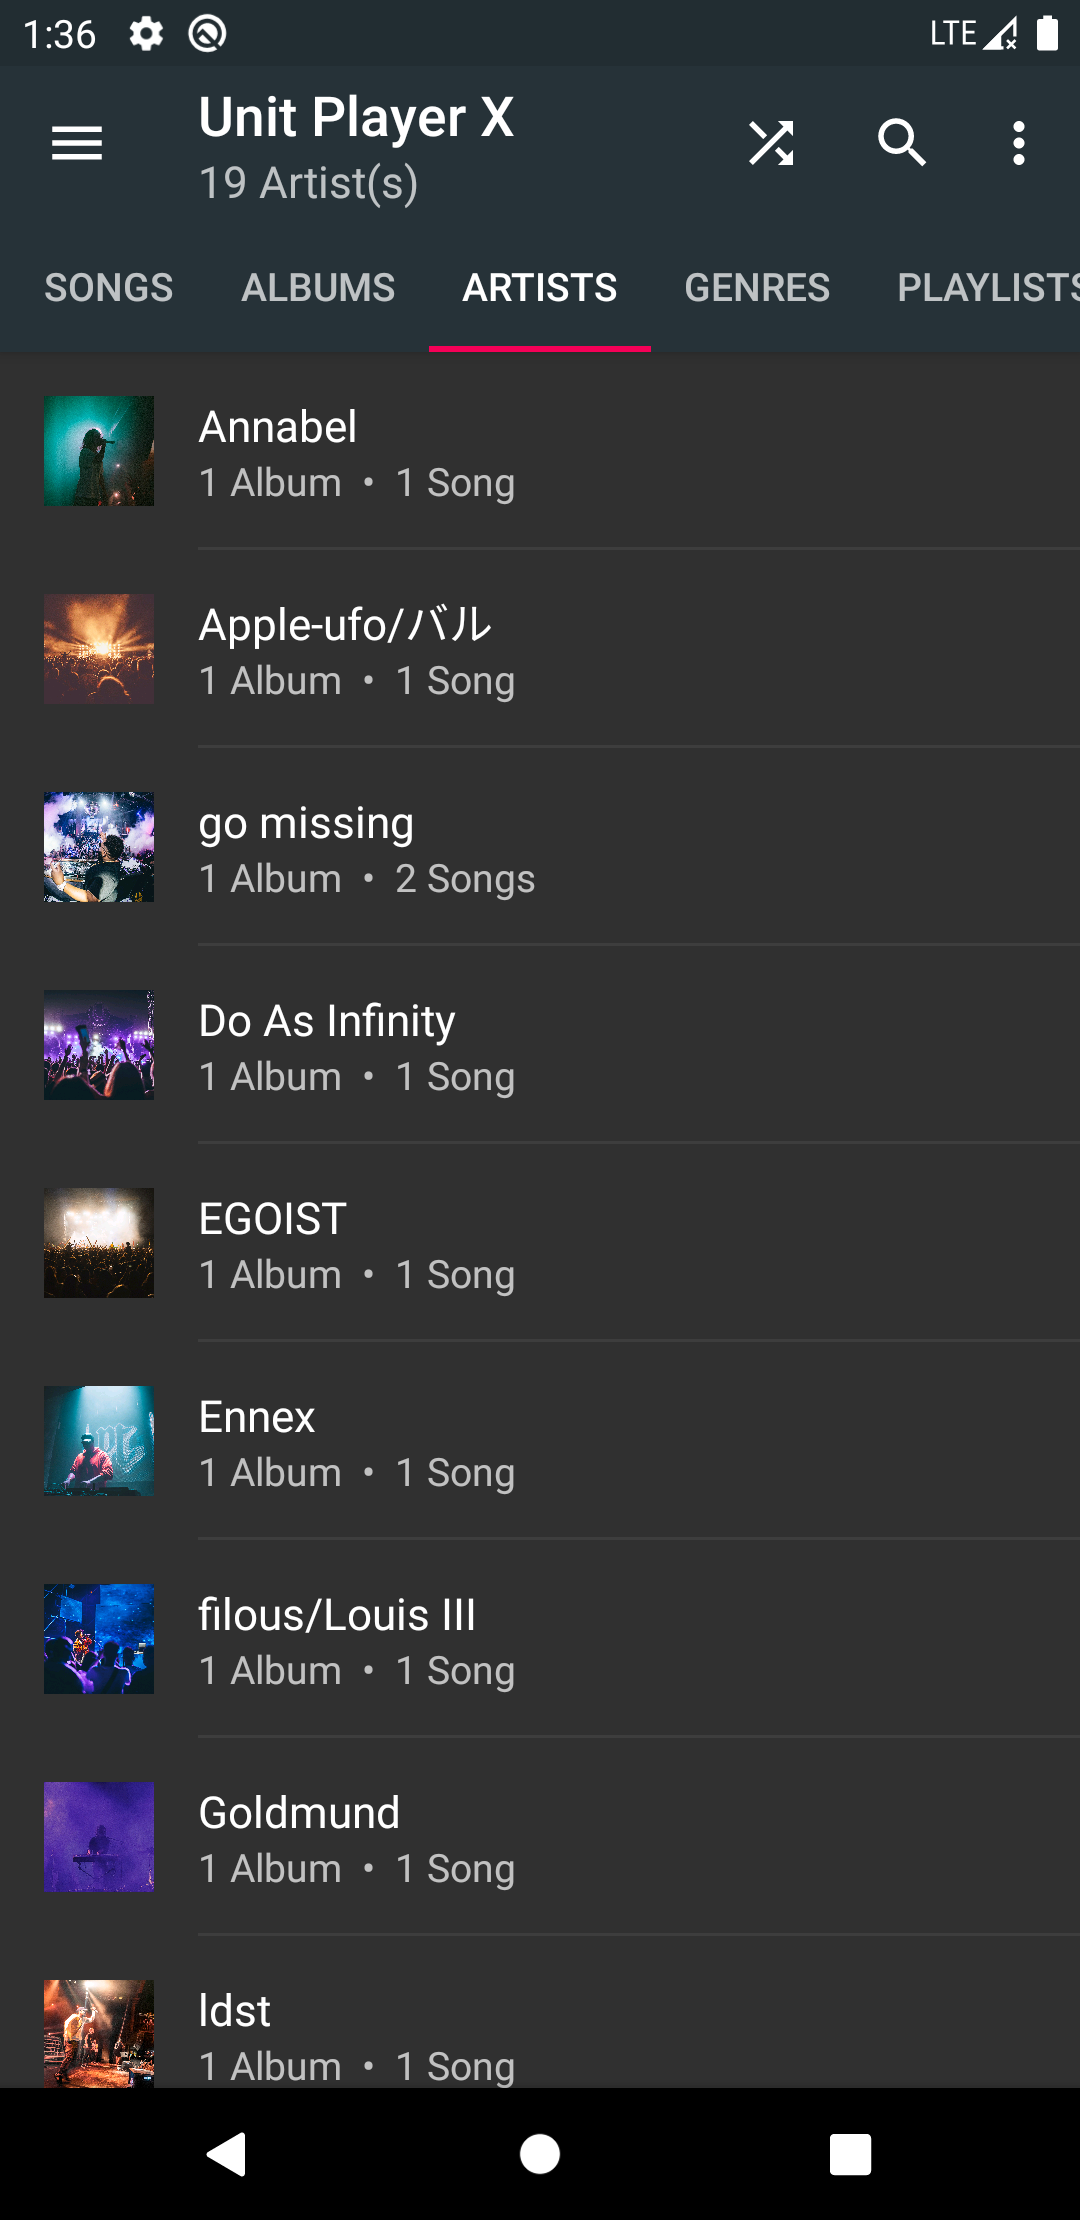 1:36 LTE
Unit Player X
19 Artist(s)
SONGS ALBUMS ARTISTS GENRES PLAYLISTS
Annabel
1 Album • 1 Song
Apple-ufo/バル
1 Album • 1 Song
go missing
1 Album • 2 Songs
Do As Infinity
1 Album • 1 Song
EGOIST
1 Album • 1 Song
Ennex
1 Album • 1 Song
filous/Louis III
1 Album • 1 Song
Goldmund
1 Album • 1 Song
ldst
1 Album • 1 Song